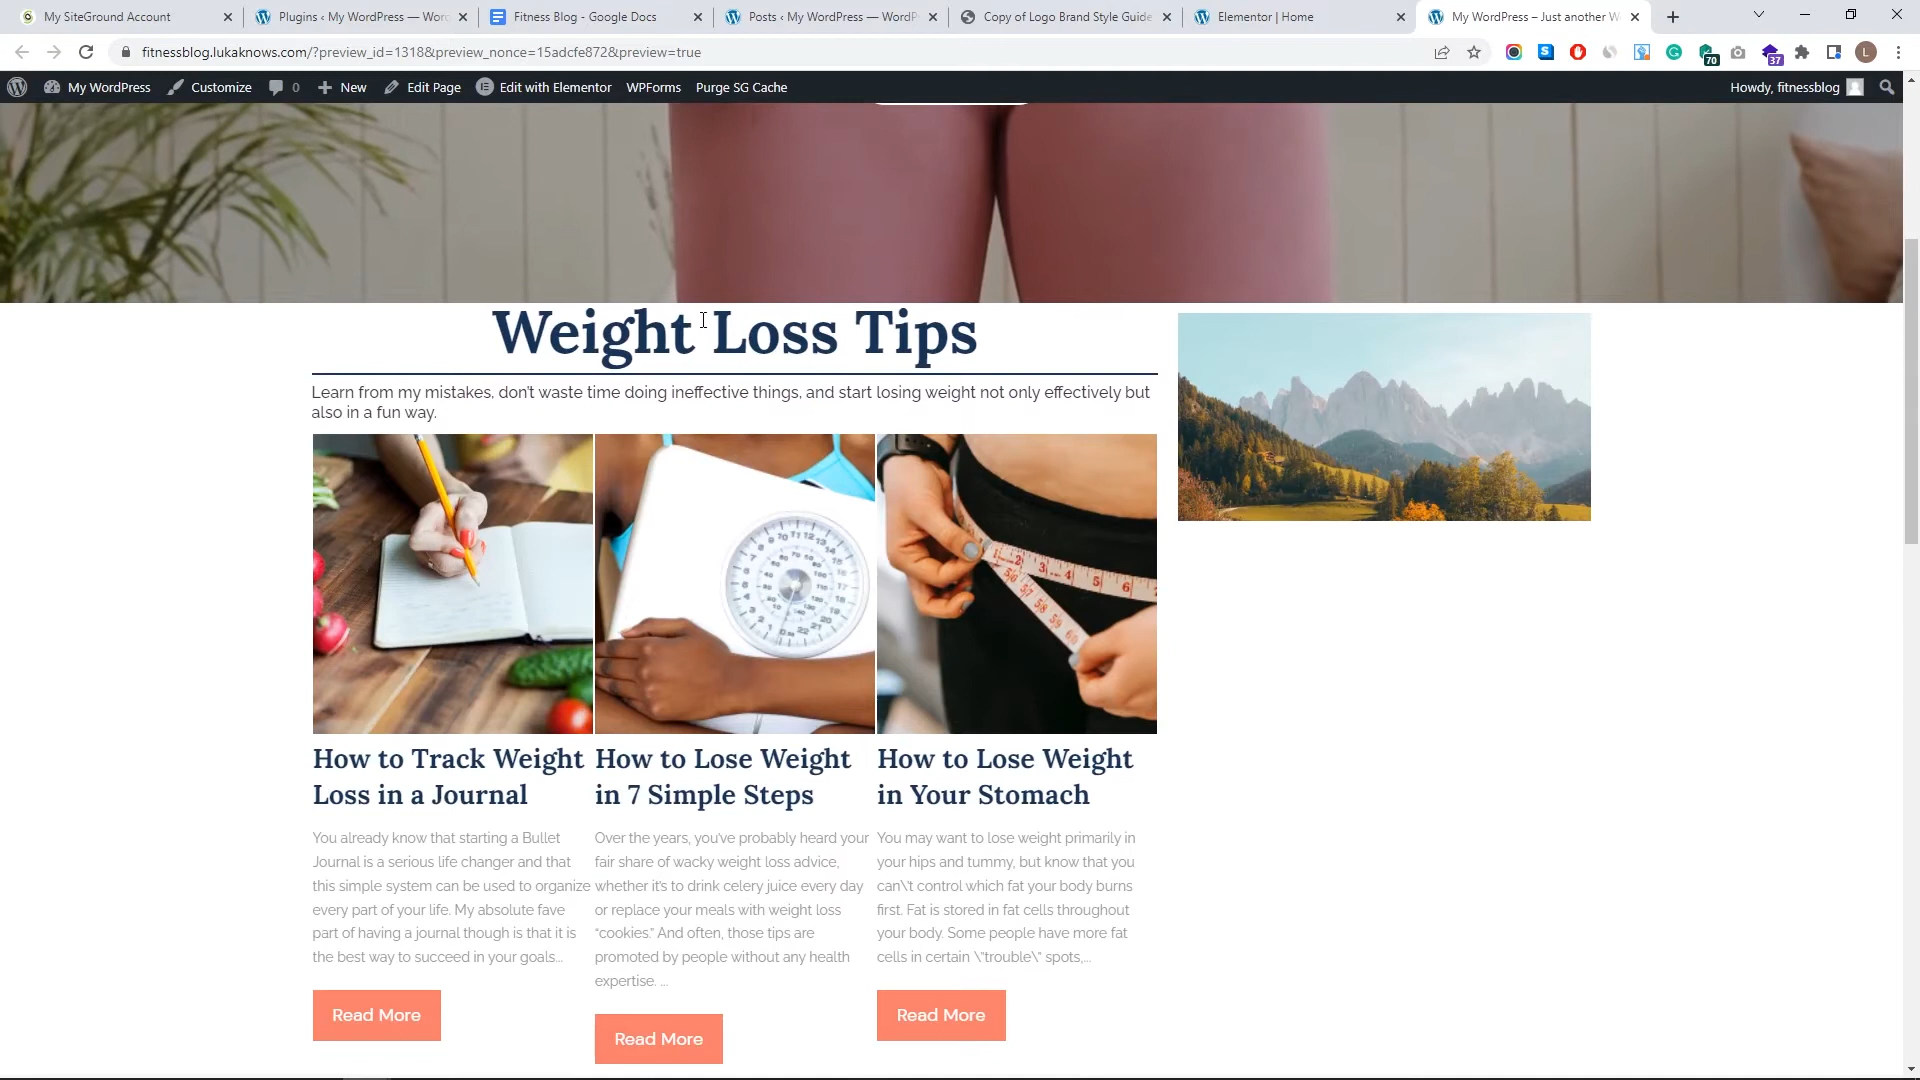 My SiteGround Account
Plugins ‹ My WordPress — Worc
Fitness Blog - Google Docs
Posts ‹ My WordPress — WordP
Copy of Logo Brand Style Guide
Elementor | Home
My WordPress – Just another W
fitnessblog.lukaknows.com/?preview_id=1318&preview_nonce=15adcfe872&preview=true
70
37
L
My WordPress
Customize
0
New
Edit Page
Edit with Elementor
WPForms
Purge SG Cache
Howdy, fitnessblog
Weight Loss Tips
Learn from my mistakes, don't waste time doing ineffective things, and start losing weight not only effectively but
also in a fun way.
How to Track Weight
Loss in a Journal
You already know that starting a Bullet
Journal is a serious life changer and that
this simple system can be used to organize
every part of your life. My absolute fave
part of having a journal though is that it is
the best way to succeed in your goals...
Read More
How to Lose Weight
in 7 Simple Steps
Over the years, you've probably heard your
fair share of wacky weight loss advice,
whether it's to drink celery juice every day
or replace your meals with weight loss
“cookies.” And often, those tips are
promoted by people without any health
expertise. ...
Read More
How to Lose Weight
in Your Stomach
You may want to lose weight primarily in
your hips and tummy, but know that you
can\'t control which fat your body burns
first. Fat is stored in fat cells throughout
your body. Some people have more fat
cells in certain \"trouble\" spots,...
Read More